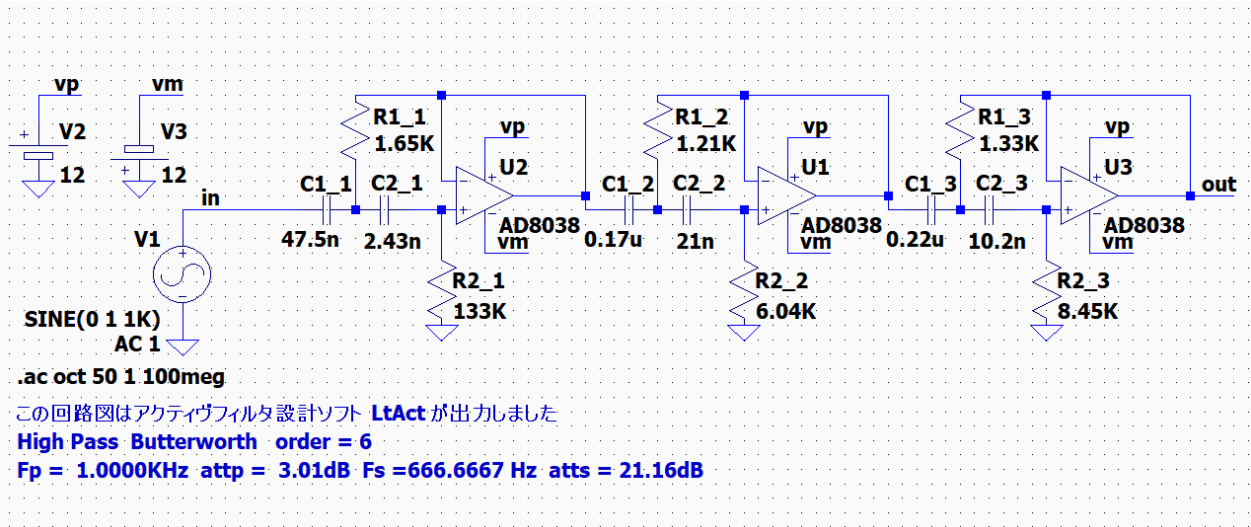 vp
vm
V2
12
V3
12
in
V1
SINE(0 1 1K)
AC 1
R1_1
1.65K
C1_1
47.5n
C2_1
2.43n
vp
U2
AD8038
vm
R2_1
133K
R1_2
1.21K
C1_2
0.17u
C2_2
21n
vp
U1
AD8038
vm
R2_2
6.04K
R1_3
1.33K
C1_3
0.22u
C2_3
10.2n
vp
U3
AD8038
vm
R2_3
8.45K
out
.ac oct 50 1 100meg
この回路図はアクティヴフィルタ設計ソフト LtAct が出力しました
High Pass Butterworth order = 6
Fp = 1.0000KHz attp = 3.01dB Fs =666.6667 Hz atts = 21.16dB